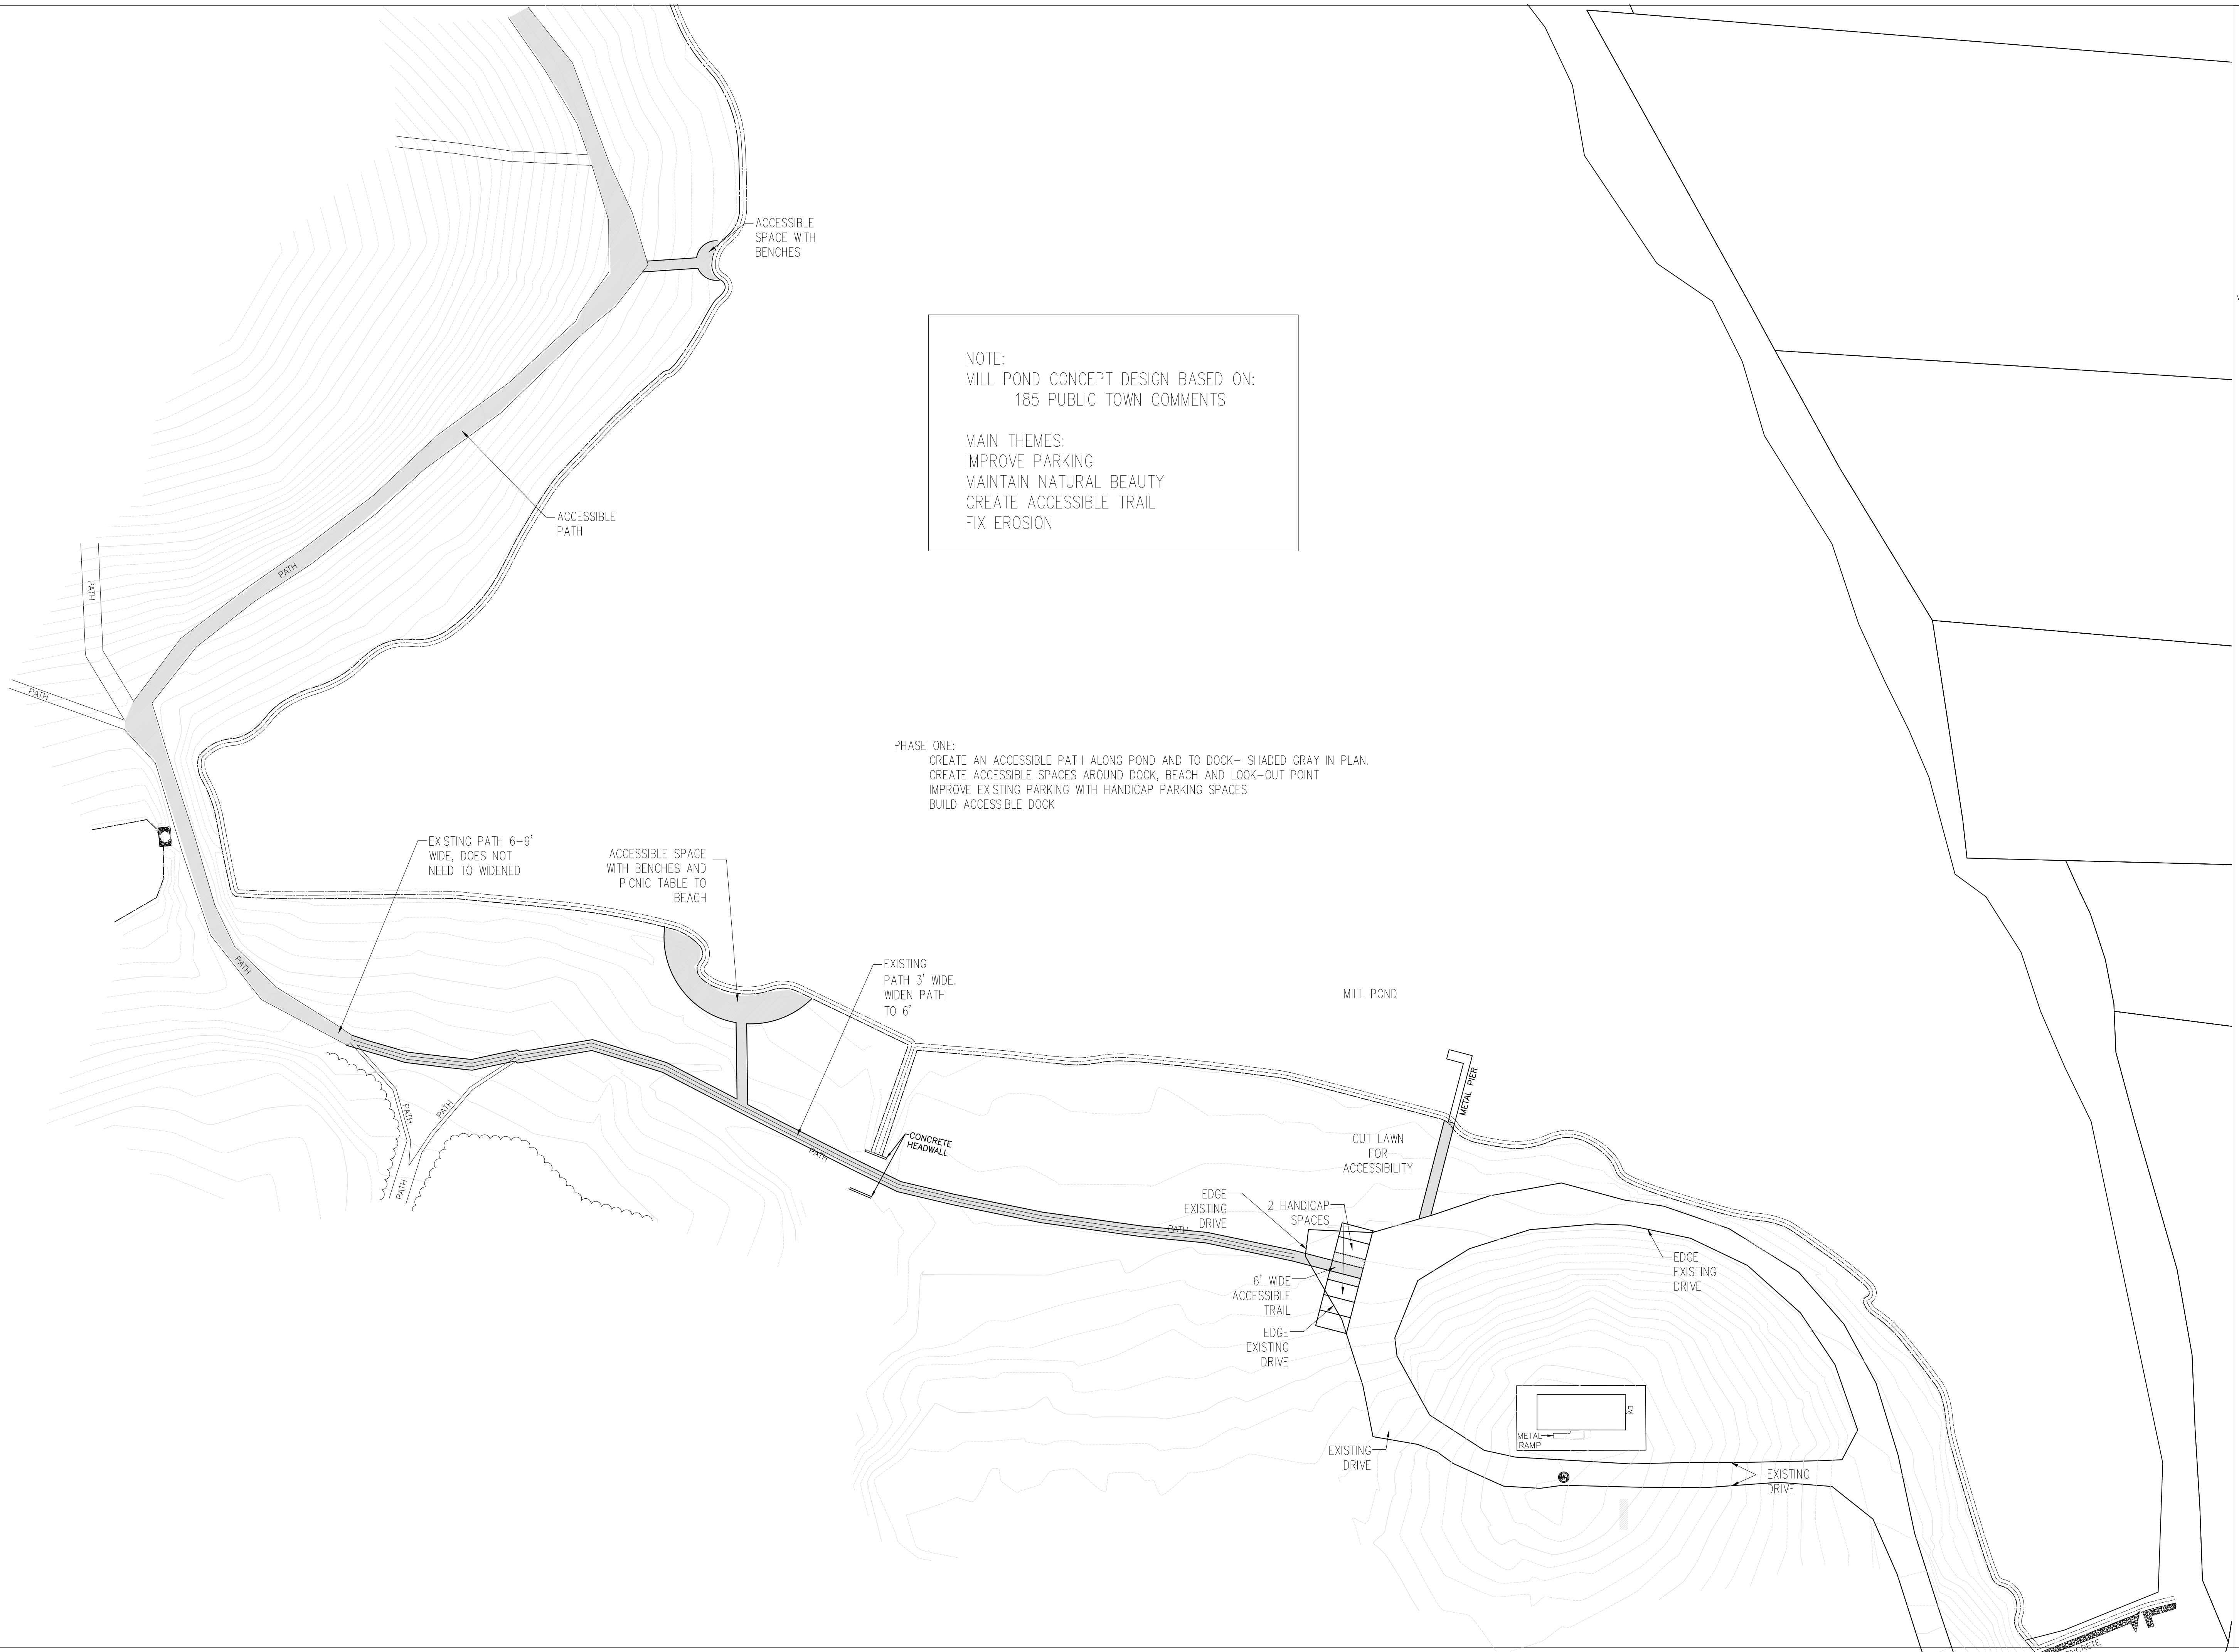 ACCESSIBLE
SPACE WITH
BENCHES
NOTE:
MILL POND CONCEPT DESIGN BASED ON:
185 PUBLIC TOWN COMMENTS
MAIN THEMES:
IMPROVE PARKING
MAINTAIN NATURAL BEAUTY
CREATE ACCESSIBLE TRAIL
FIX EROSION
ACCESSIBLE
PATH
PATH
PATH
PATH
PHASE ONE:
CREATE AN ACCESSIBLE PATH ALONG POND AND TO DOCK- SHADED GRAY IN PLAN.
CREATE ACCESSIBLE SPACES AROUND DOCK, BEACH AND LOOK-OUT POINT
IMPROVE EXISTING PARKING WITH HANDICAP PARKING SPACES
BUILD ACCESSIBLE DOCK
EXISTING PATH 6-9'
WIDE, DOES NOT
NEED TO WIDENED
ACCESSIBLE SPACE
WITH BENCHES AND
PICNIC TABLE TO
BEACH
PATH
EXISTING
PATH 3' WIDE.
WIDEN PATH
TO 6'
MILL POND
METAL PIER
PATH
PATH
PATH
PATH
CONCRETE
HEADWALL
CUT LAWN
FOR
ACCESSIBILITY
EDGE
EXISTING
DRIVE
2 HANDICAP
SPACES
PATH
6' WIDE
ACCESSIBLE
TRAIL
EDGE
EXISTING
DRIVE
EDGE
EXISTING
DRIVE
EM
METAL
RAMP
EXISTING
DRIVE
S
EXISTING
DRIVE